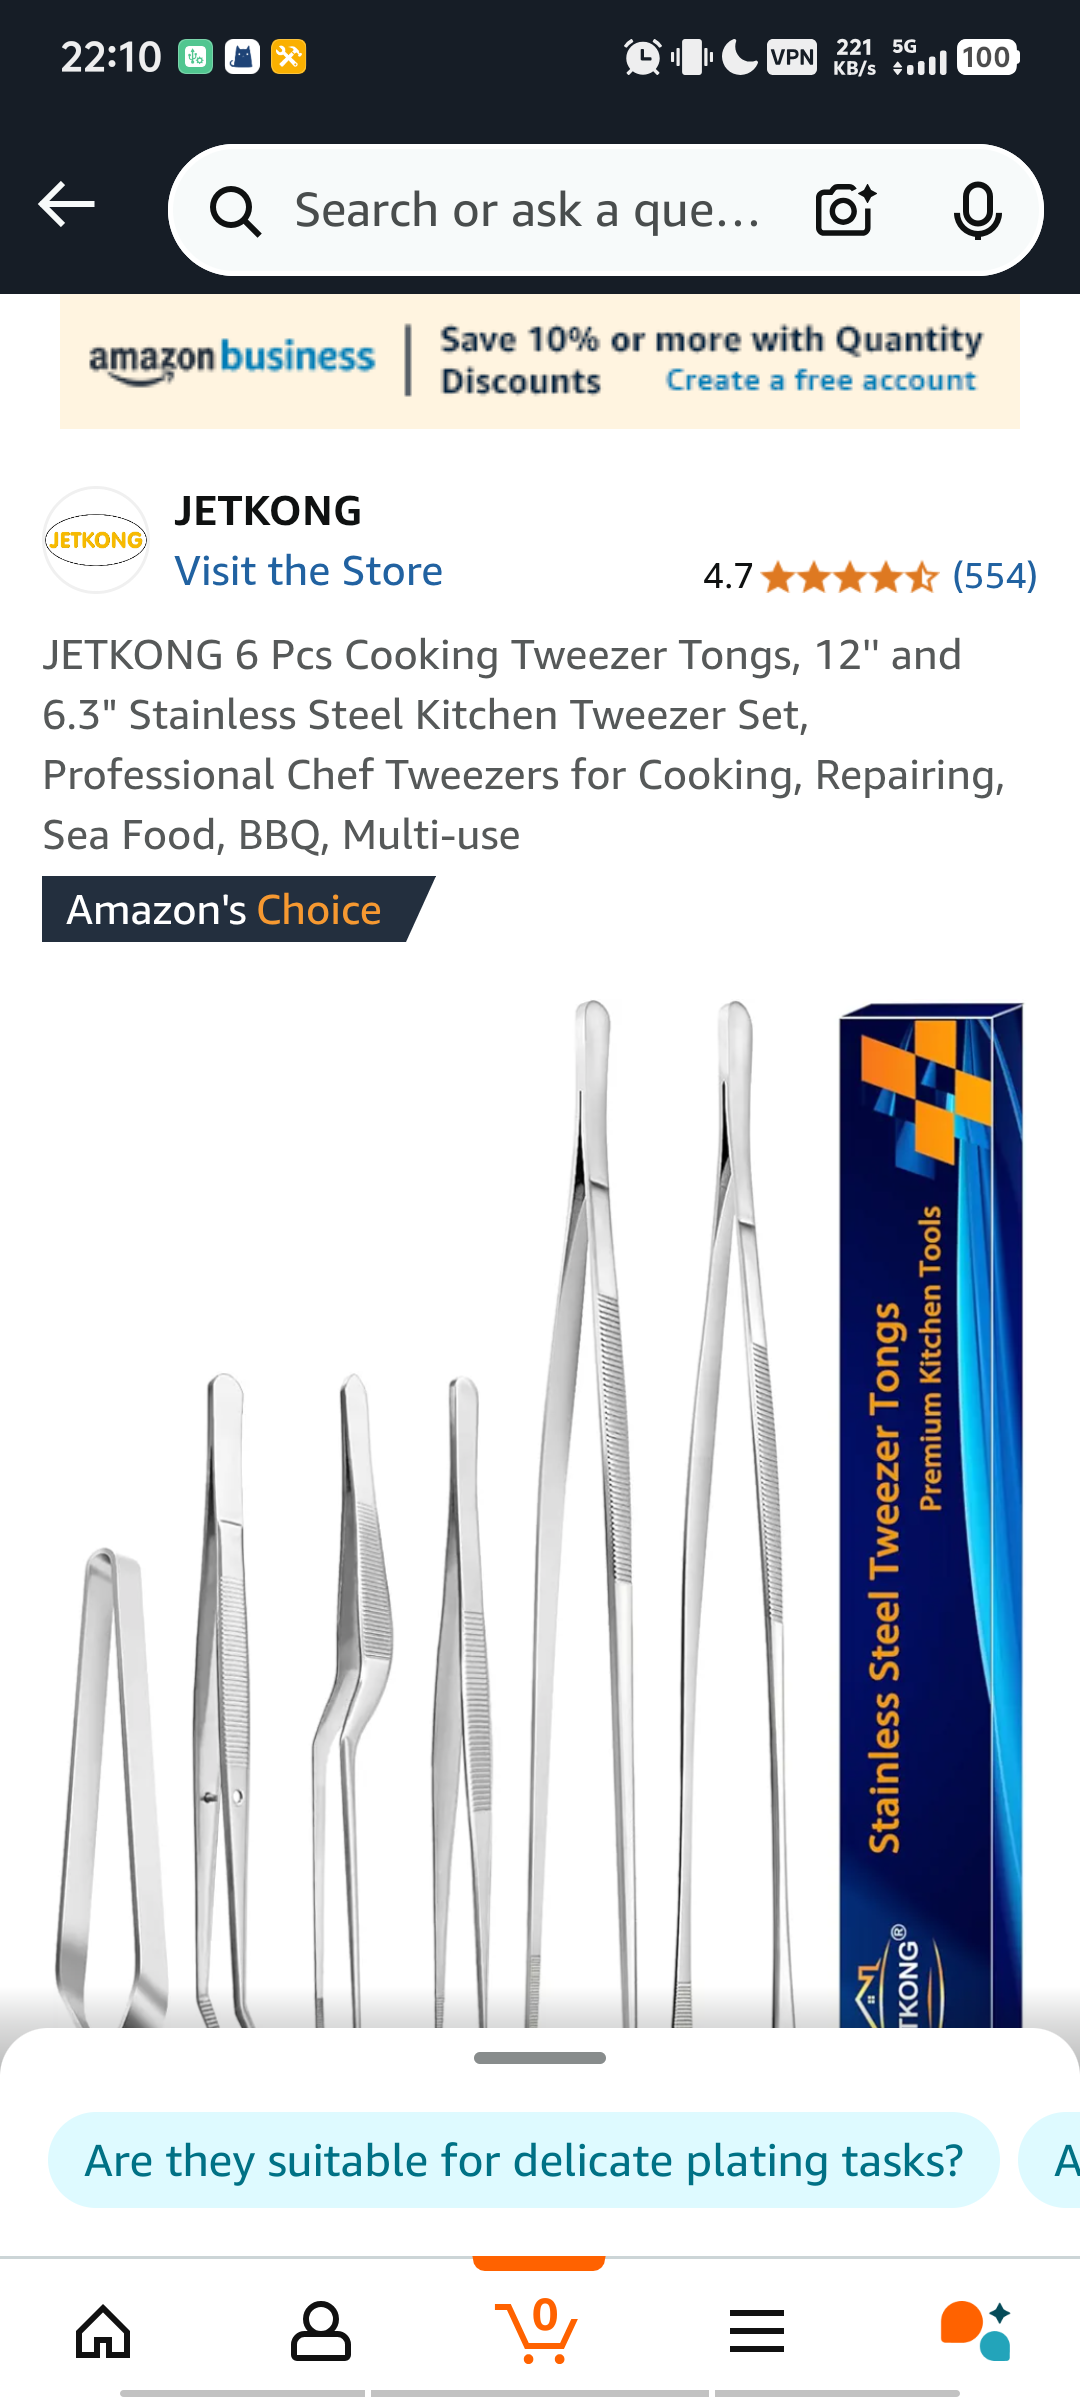 22:10
VPN 221 KB/s 5G 100
Search or ask a que...
amazon business
Save 10% or more with Quantity
Discounts Create a free account
JETKONG
JETKONG
Visit the Store
4.7 (554)
JETKONG 6 Pcs Cooking Tweezer Tongs, 12" and
6.3" Stainless Steel Kitchen Tweezer Set,
Professional Chef Tweezers for Cooking, Repairing,
Sea Food, BBQ, Multi-use
Amazon's Choice
Stainless Steel Tweezer Tongs
Premium Kitchen Tools
TKONG®
Are they suitable for delicate plating tasks?
A
0